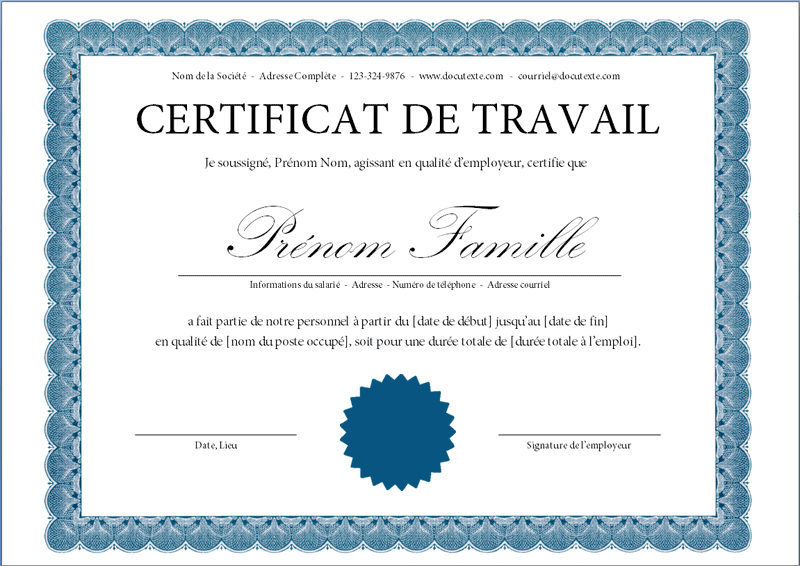 Nom de la Société - Adresse Complète - 123-324-9876 - www.docutexte.com - courriel@docutexte.com
CERTIFICAT DE TRAVAIL
Je soussigné, Prénom Nom, agissant en qualité d'employeur, certifie que
Prénom Famille
Informations du salarié - Adresse - Numéro de téléphone - Adresse courriel
a fait partie de notre personnel à partir du [date de début] jusqu'au [date de fin]
en qualité de [nom du poste occupé], soit pour une durée totale de [durée totale à l'emploi].
Date, Lieu
Signature de l'employeur